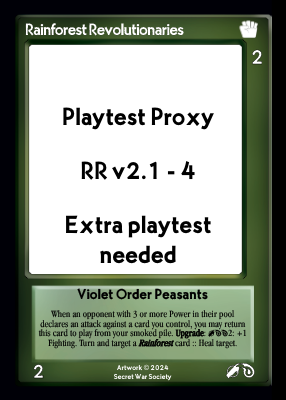 Rainforest Revolutionaries
2
Playtest Proxy
RR v2.1 - 4
Extra playtest
needed
Violet Order Peasants
When an opponent with 3 or more Power in their pool
declares an attack against a card you control, you may return
this card to play from your smoked pile. Upgrade: 2: +1
Fighting. Turn and target a Rainforest card :: Heal target.
2
Artwork © 2024
Secret War Society